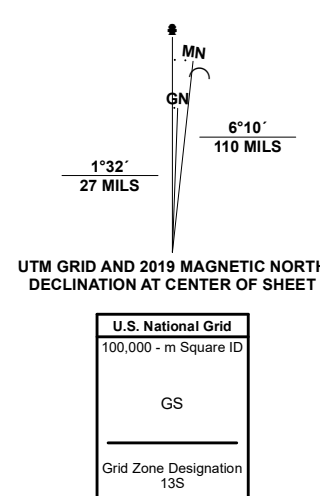 MN
GN
6°10´
110 MILS
1°32´
27 MILS
UTM GRID AND 2019 MAGNETIC NORTH
DECLINATION AT CENTER OF SHEET
U.S. National Grid
100,000 - m Square ID
GS
Grid Zone Designation
13S